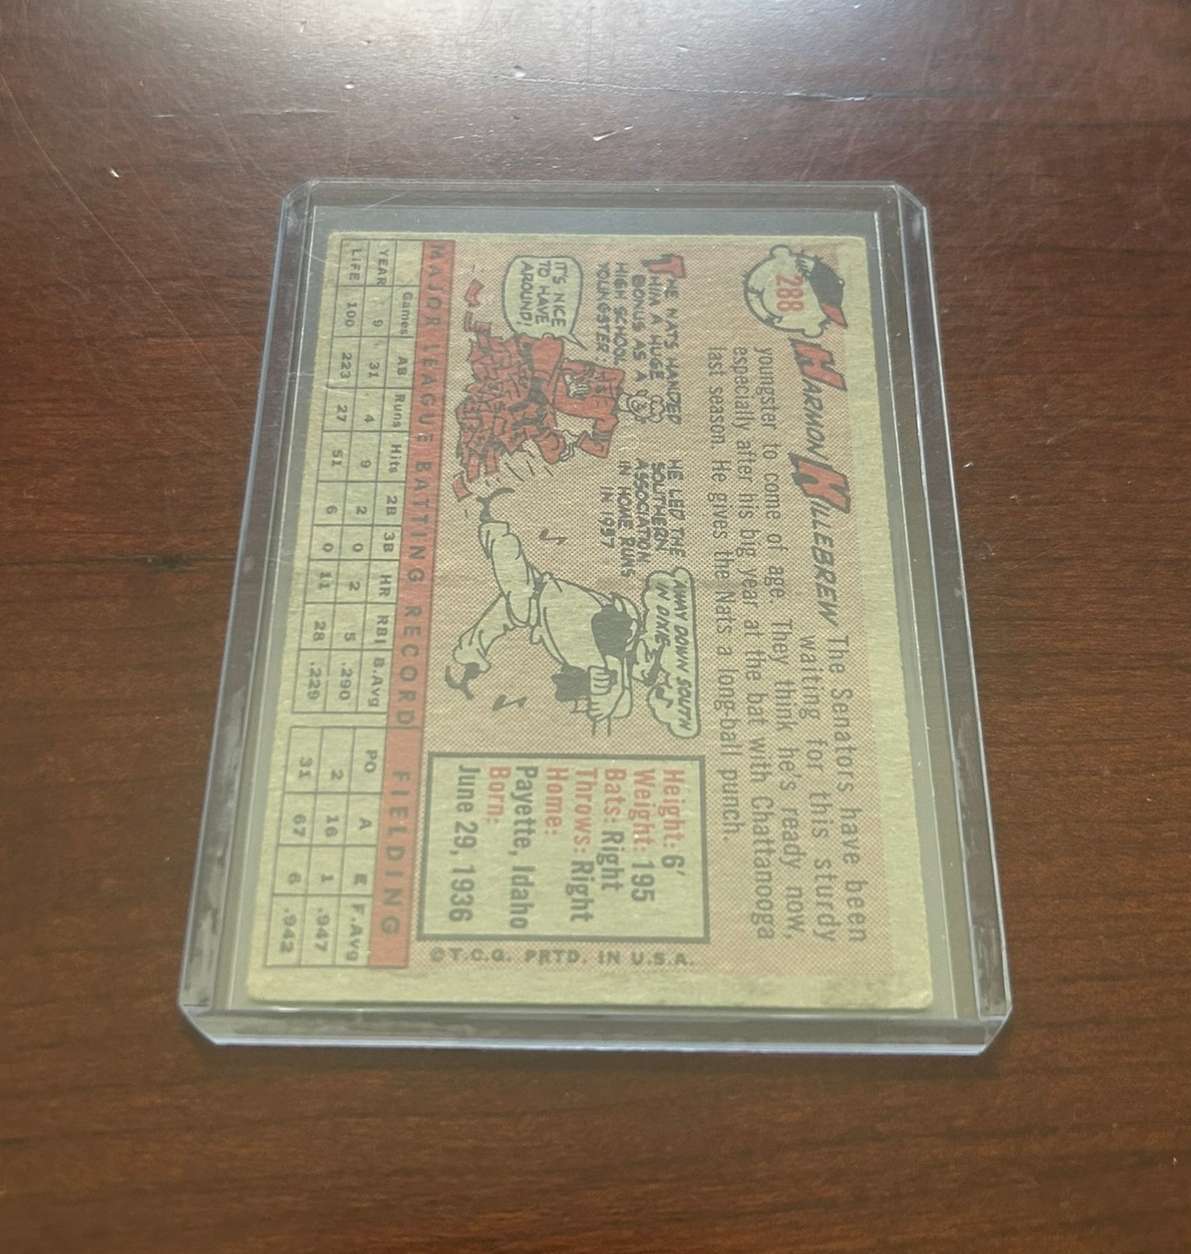 288
HARMON KILLEBREW The Senators have been
waiting for this sturdy
youngster to come of age. They think he's ready now,
especially after his big year at the bat with Chattanooga
last season. He gives the Nats a long-ball punch.
THE NATS HANDED
HIM A HUGE
BONUS AS A
HIGH SCHOOL
YOUNGSTER.
$
IT'S NICE
TO HAVE
AROUND!
HE LED THE
SOUTHERN
ASSOCIATION
IN HOME RUNS
IN 1957.
'WAY DOWN SOUTH
IN DIXIE
Height: 6'
Weight: 195
Bats: Right
Throws: Right
Home:
Payette, Idaho
Born:
June 29, 1936
©T.C.G. PRTD. IN U.S.A.
MAJOR LEAGUE BATTING RECORD FIELDING
Games AB Runs Hits 2B 3B HR RBI B.Avg PO A E F.Avg
YEAR 9 31 4 9 2 0 2 5 .290 2 16 1 .947
LIFE 100 223 27 51 6 0 11 28 .229 31 67 6 .942